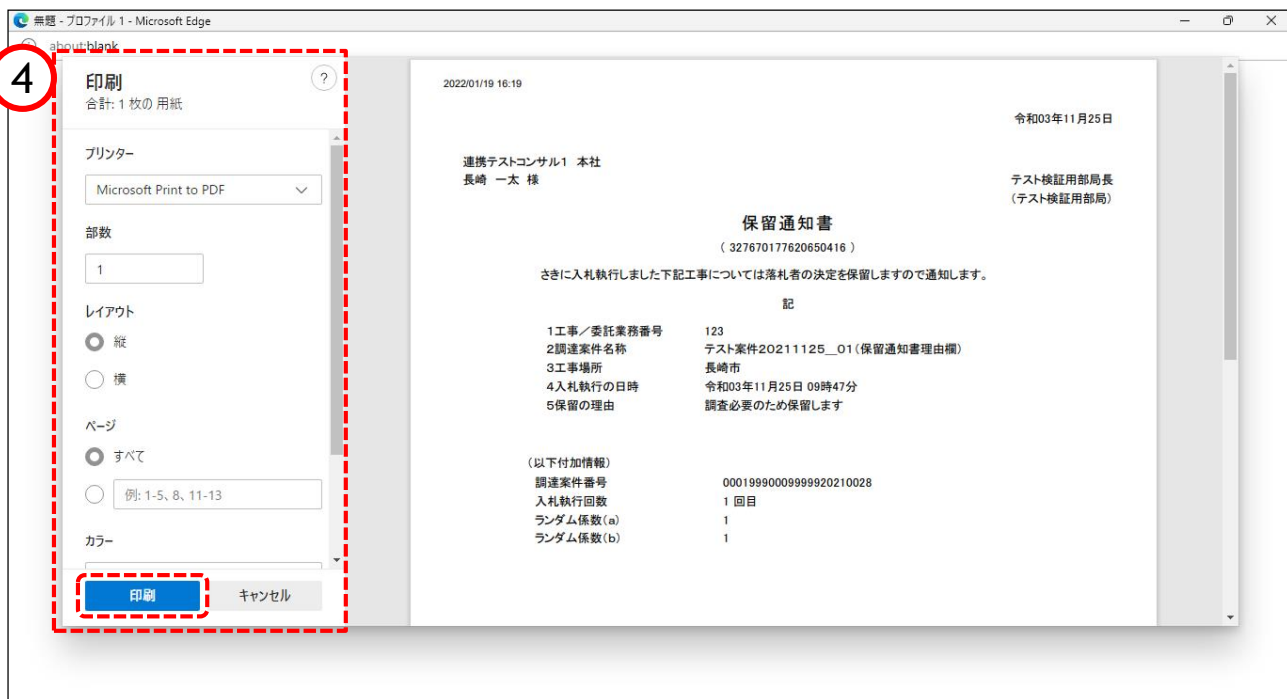 無題 - プロファイル 1 - Microsoft Edge
about:blank
4
印刷
?
合計: 1 枚の 用紙
プリンター
Microsoft Print to PDF
部数
1
レイアウト
縦
横
ページ
すべて
例: 1-5、8、11-13
カラー
印刷
キャンセル
2022/01/19 16:19
令和03年11月25日
連携テストコンサル1 本社
長崎 一太 様
テスト検証用部局長
(テスト検証用部局)
保留通知書
( 327670177620650416 )
さきに入札執行しました下記工事については落札者の決定を保留しますので通知します。
記
1工事/委託業務番号 123
2調達案件名称 テスト案件20211125__01(保留通知書理由欄)
3工事場所 長崎市
4入札執行の日時 令和03年11月25日 09時47分
5保留の理由 調査必要のため保留します
(以下付加情報)
調達案件番号 00019990009999920210028
入札執行回数 1 回目
ランダム係数(a) 1
ランダム係数(b) 1